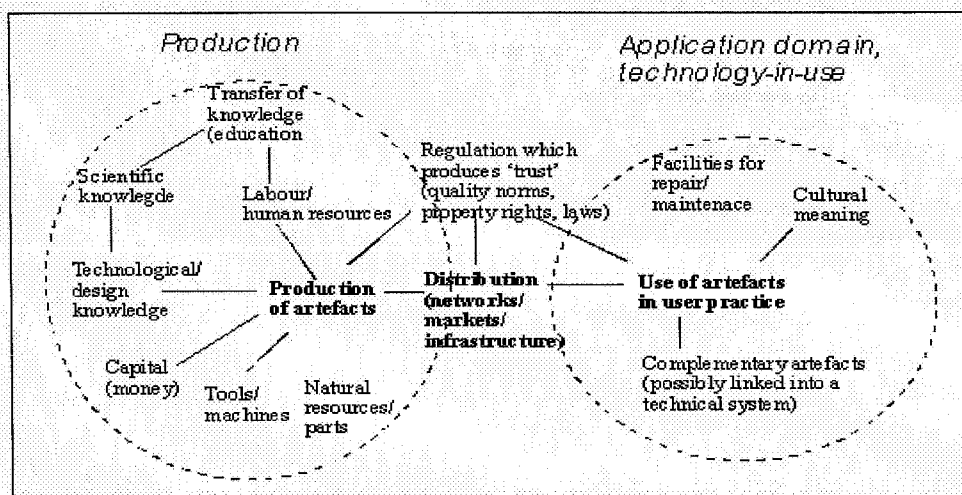 Production
Application domain,
technology-in-use
Transfer of
knowledge
(education
Regulation which
produces 'trust'
(quality norms,
property rights, laws)
Facilities for
repair/
maintenace
Scientific
knowlegde
Labour/
human resources
Cultural
meaning
Technological/
design
knowledge
Production
of artefacts
Distribution
(networks/
markets/
infrastructure)
Use of artefacts
in user practice
Capital
(money)
Tools/
machines
Natural
resources/
parts
Complementary artefacts
(possibly linked into a
technical system)